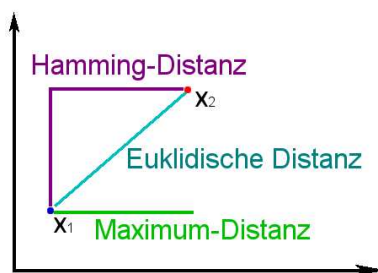 Hamming-Distanz
x₂
Euklidische Distanz
x₁
Maximum-Distanz